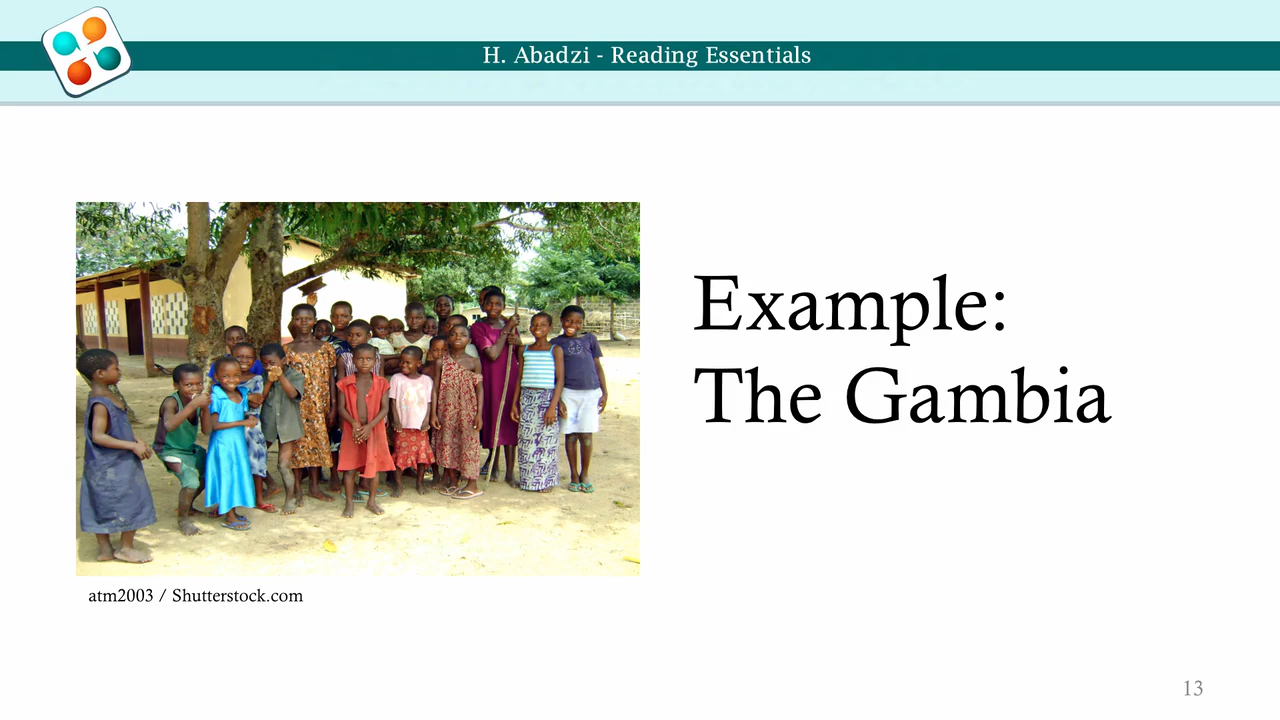 H. Abadzi - Reading Essentials
Example:
The Gambia
atm2003 / Shutterstock.com
13